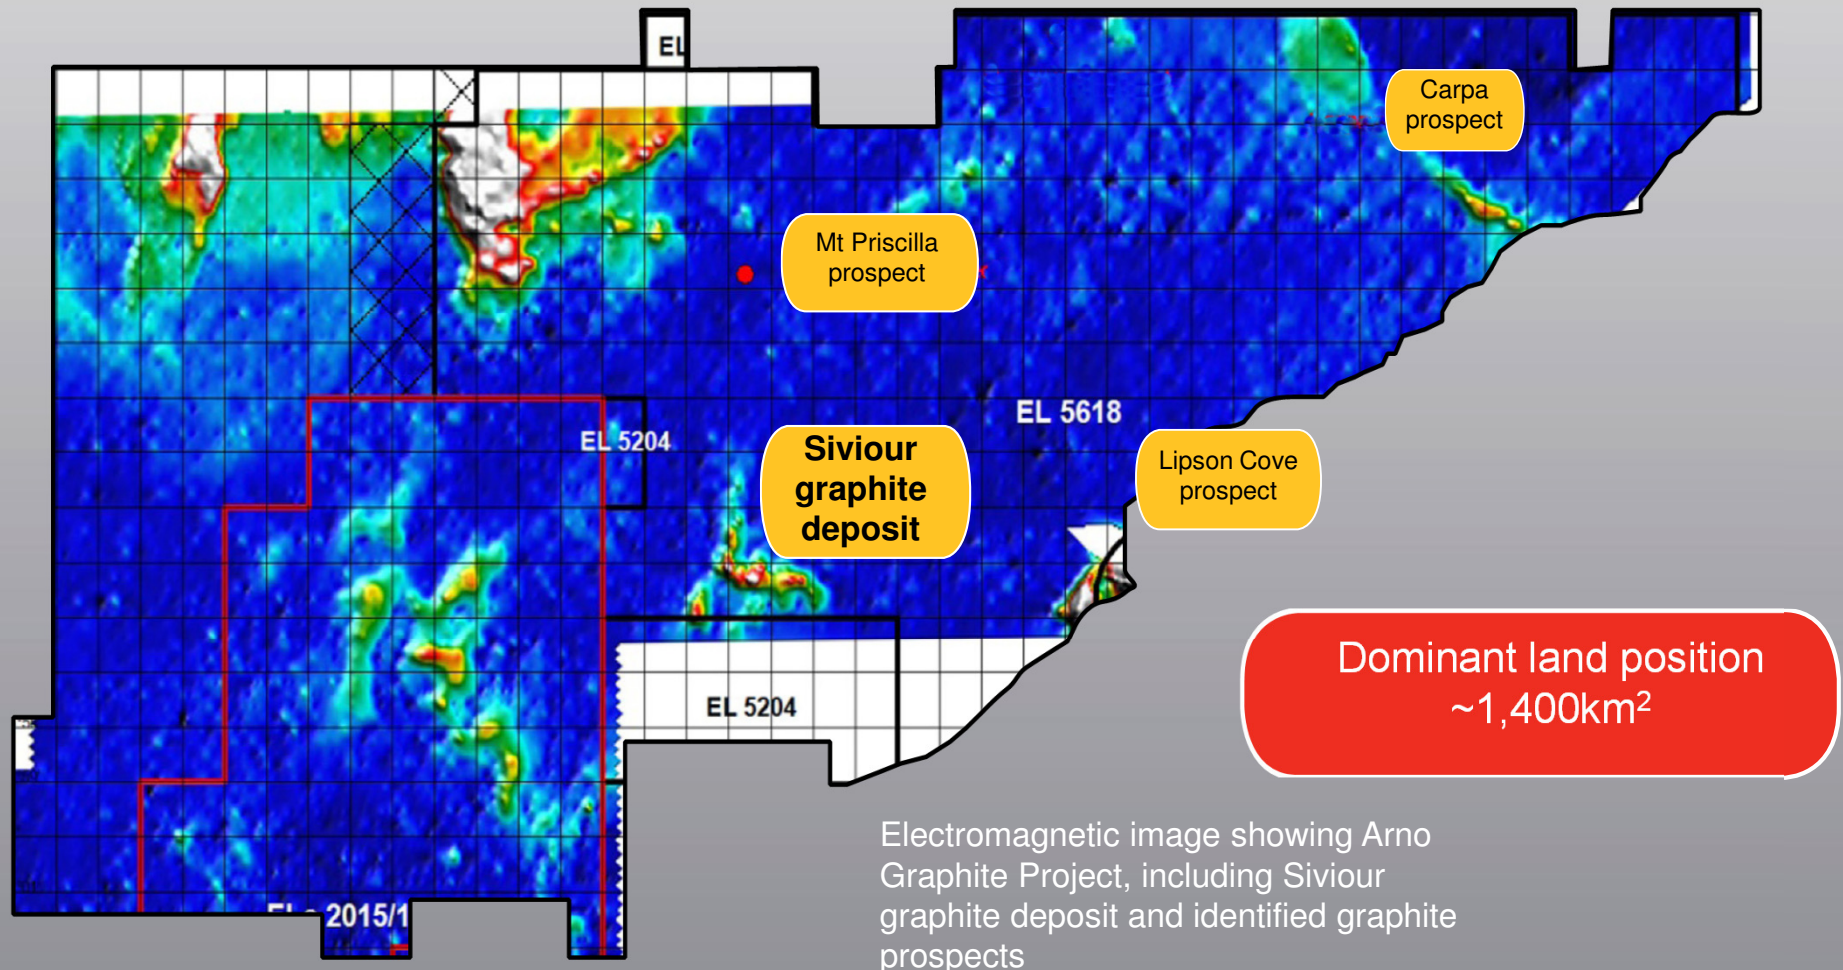 EL
Carpa
prospect
Mt Priscilla
prospect
EL 5618
EL 5204
Siviour
graphite
deposit
Lipson Cove
prospect
Dominant land position
~1,400km²
EL 5204
Electromagnetic image showing Arno
Graphite Project, including Siviour
graphite deposit and identified graphite
prospects
2015/1